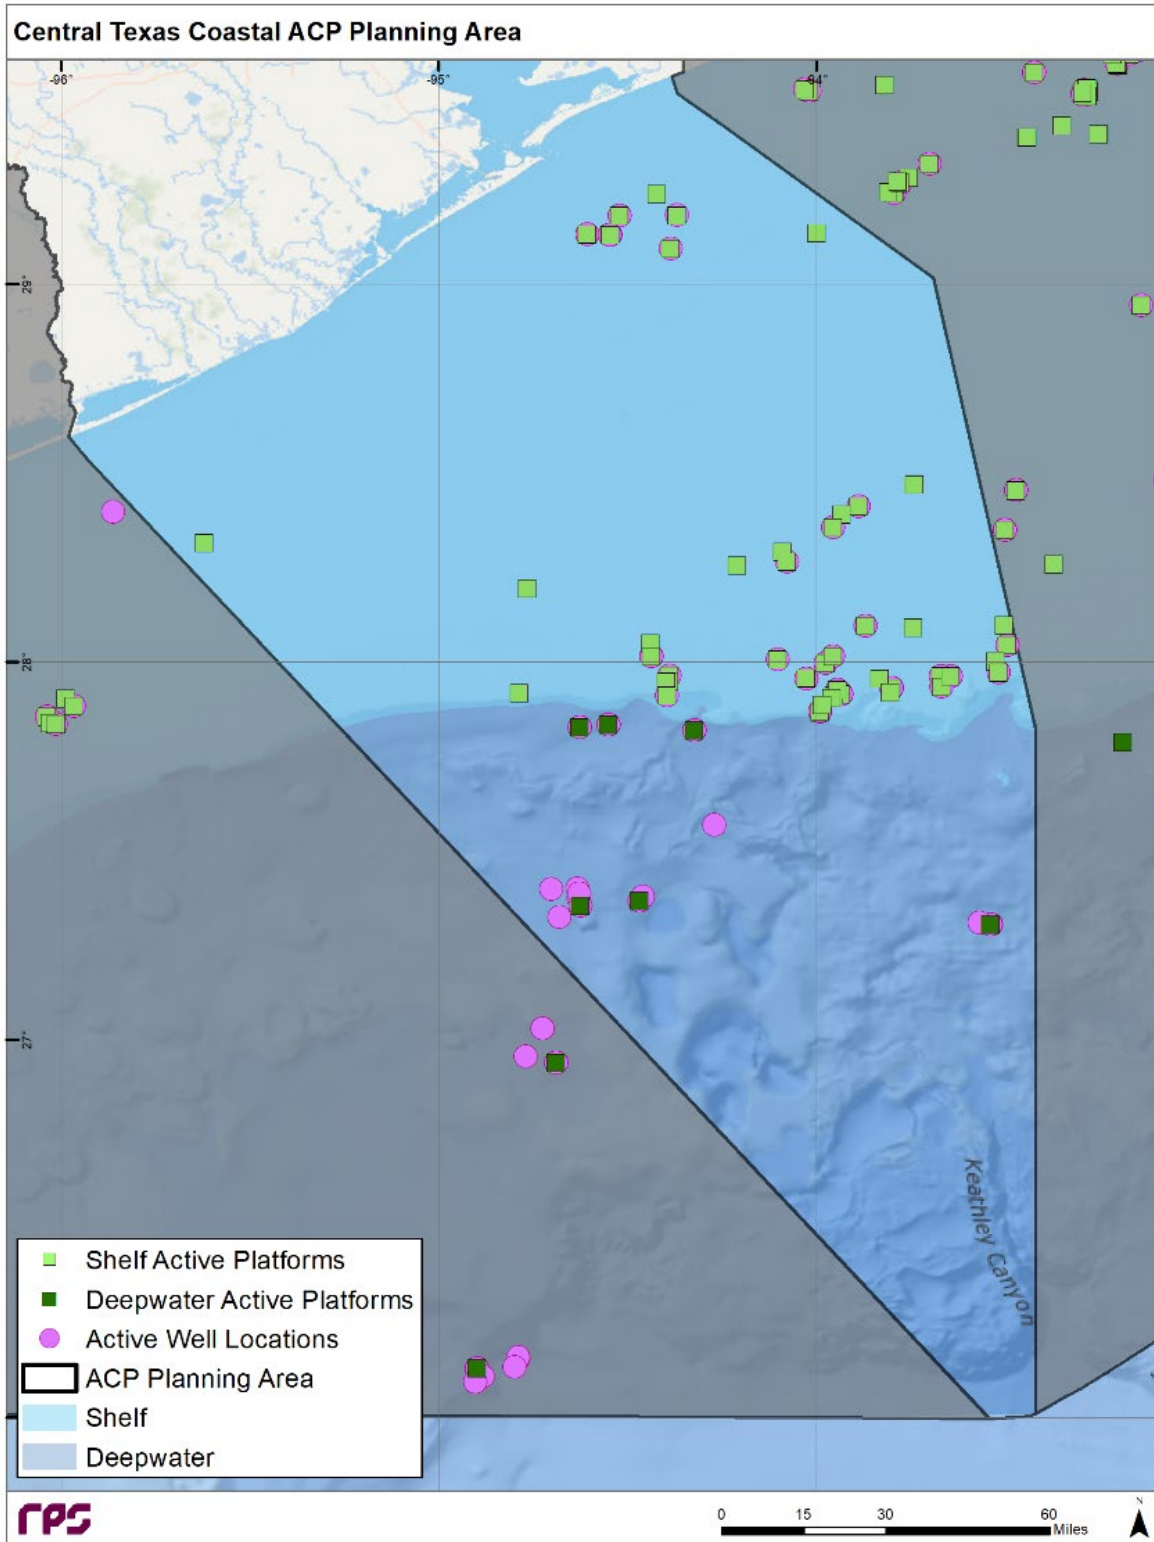 Central Texas Coastal ACP Planning Area
-96°
-95°
-94°
29°
28°
27°
Keathley Canyon
Shelf Active Platforms
Deepwater Active Platforms
Active Well Locations
ACP Planning Area
Shelf
Deepwater
rps
0 15 30 60
Miles
N